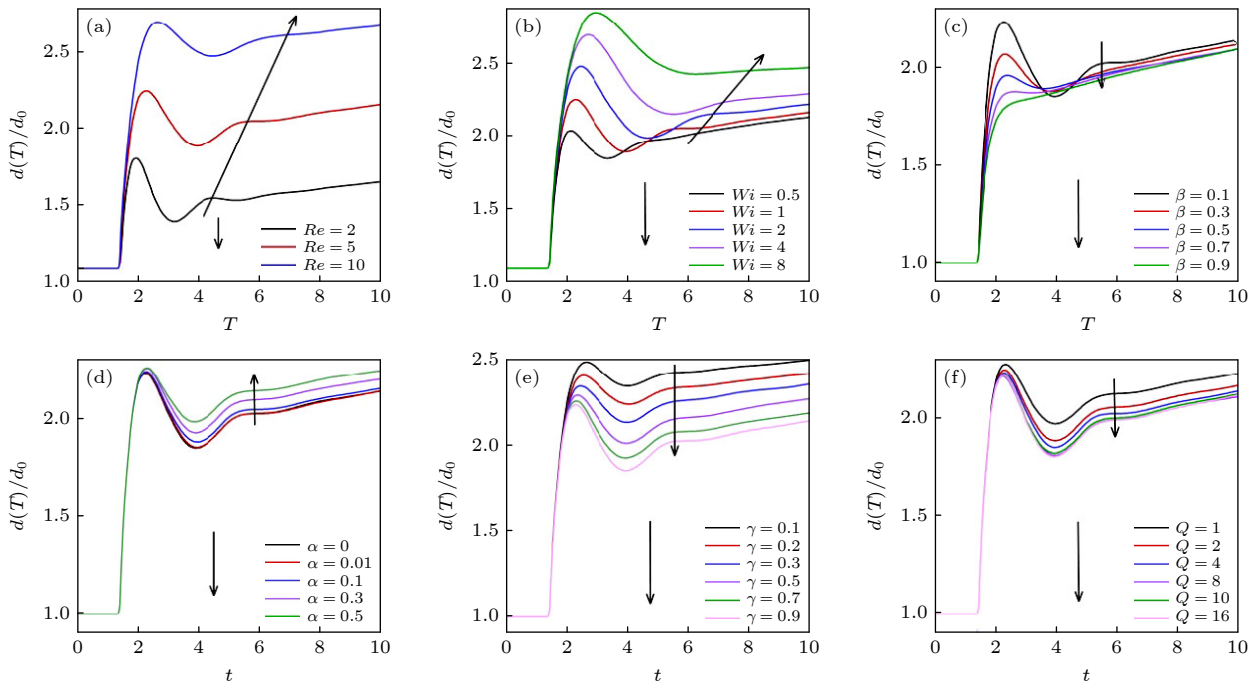 (a)
d(T)/d₀
2.5
2.0
1.5
1.0
Re = 2
Re = 5
Re = 10
0 2 4 6 8 10
T
(b)
d(T)/d₀
2.5
2.0
1.5
1.0
Wi = 0.5
Wi = 1
Wi = 2
Wi = 4
Wi = 8
0 2 4 6 8 10
T
(c)
d(T)/d₀
2.0
1.5
1.0
β = 0.1
β = 0.3
β = 0.5
β = 0.7
β = 0.9
0 2 4 6 8 10
T
(d)
d(T)/d₀
2.0
1.5
1.0
α = 0
α = 0.01
α = 0.1
α = 0.3
α = 0.5
0 2 4 6 8 10
t
(e)
d(T)/d₀
2.5
2.0
1.5
1.0
γ = 0.1
γ = 0.2
γ = 0.3
γ = 0.5
γ = 0.7
γ = 0.9
0 2 4 6 8 10
t
(f)
d(T)/d₀
2.0
1.5
1.0
Q = 1
Q = 2
Q = 4
Q = 8
Q = 10
Q = 16
0 2 4 6 8 10
t